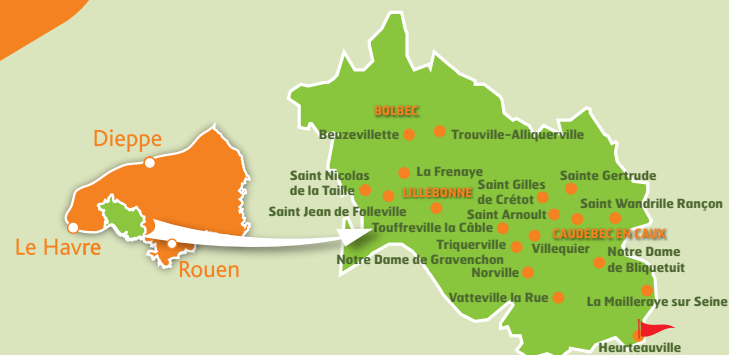 Dieppe
Le Havre
Rouen
BOLBEC
Beuzevillette
Trouville-Alliquerville
La Frenaye
Saint Nicolas
de la Taille
LILLEBONNE
Saint Jean de Folleville
Sainte Gertrude
Saint Gilles
de Crétot
Saint Wandrille Rançon
Saint Arnoult
Touffreville la Câble
CAUDEBEC EN CAUX
Triquerville
Villequier
Notre Dame
de Bliquetuit
Notre Dame de Gravenchon
Norville
Vatteville la Rue
La Mailleraye sur Seine
Heurteauville